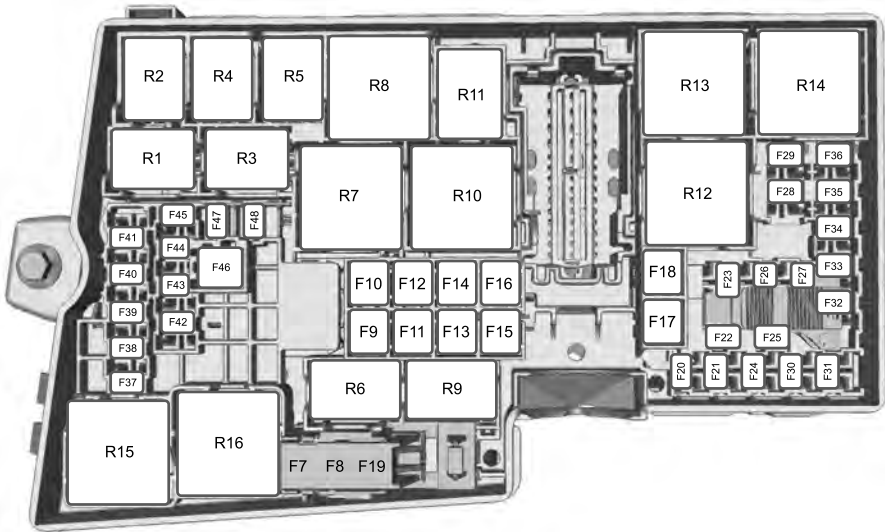 R2 R4 R5 R8 R11 R13 R14
R1 R3
R7 R10 R12
F29 F36
F28 F35
F45 F47 F48
F41 F44 F34
F40 F46 F43
F10 F12 F14 F16 F18 F23 F26 F27 F33
F39 F42 F32
F9 F11 F13 F15 F17
F38 F22 F25
F37 R6 R9 F20 F21 F24 F30 F31
R15 R16
F7 F8 F19